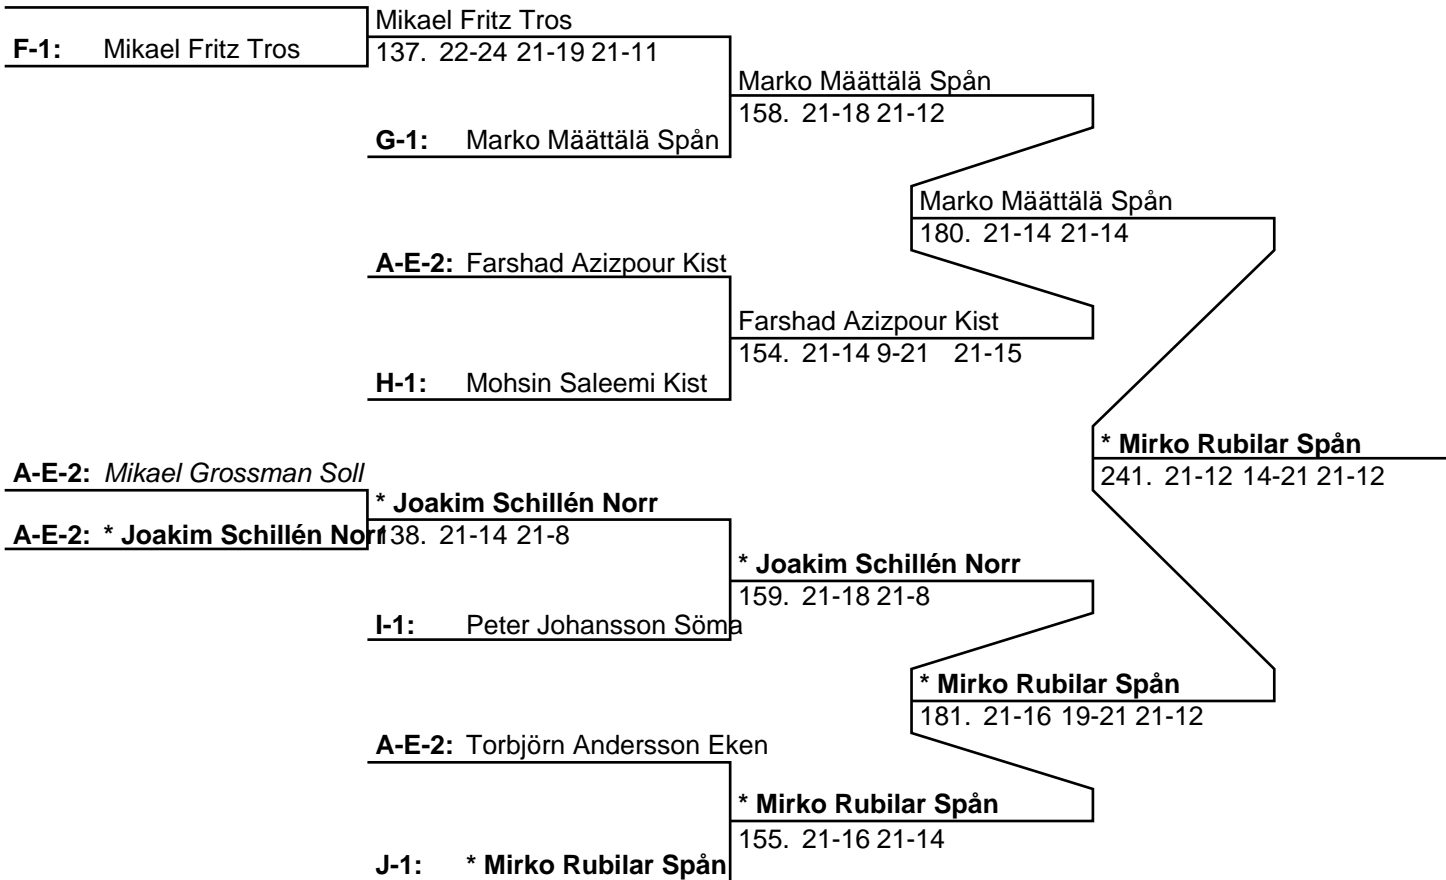 Mikael Fritz Tros
F-1: Mikael Fritz Tros
137. 22-24 21-19 21-11
Marko Määttälä Spån
158. 21-18 21-12
G-1: Marko Määttälä Spån
Marko Määttälä Spån
180. 21-14 21-14
A-E-2: Farshad Azizpour Kist
Farshad Azizpour Kist
154. 21-14 9-21 21-15
H-1: Mohsin Saleemi Kist
* Mirko Rubilar Spån
241. 21-12 14-21 21-12
A-E-2: Mikael Grossman Soll
* Joakim Schillén Norr
A-E-2: * Joakim Schillén Norr
138. 21-14 21-8
* Joakim Schillén Norr
159. 21-18 21-8
I-1: Peter Johansson Söma
* Mirko Rubilar Spån
181. 21-16 19-21 21-12
A-E-2: Torbjörn Andersson Eken
* Mirko Rubilar Spån
155. 21-16 21-14
J-1: * Mirko Rubilar Spån